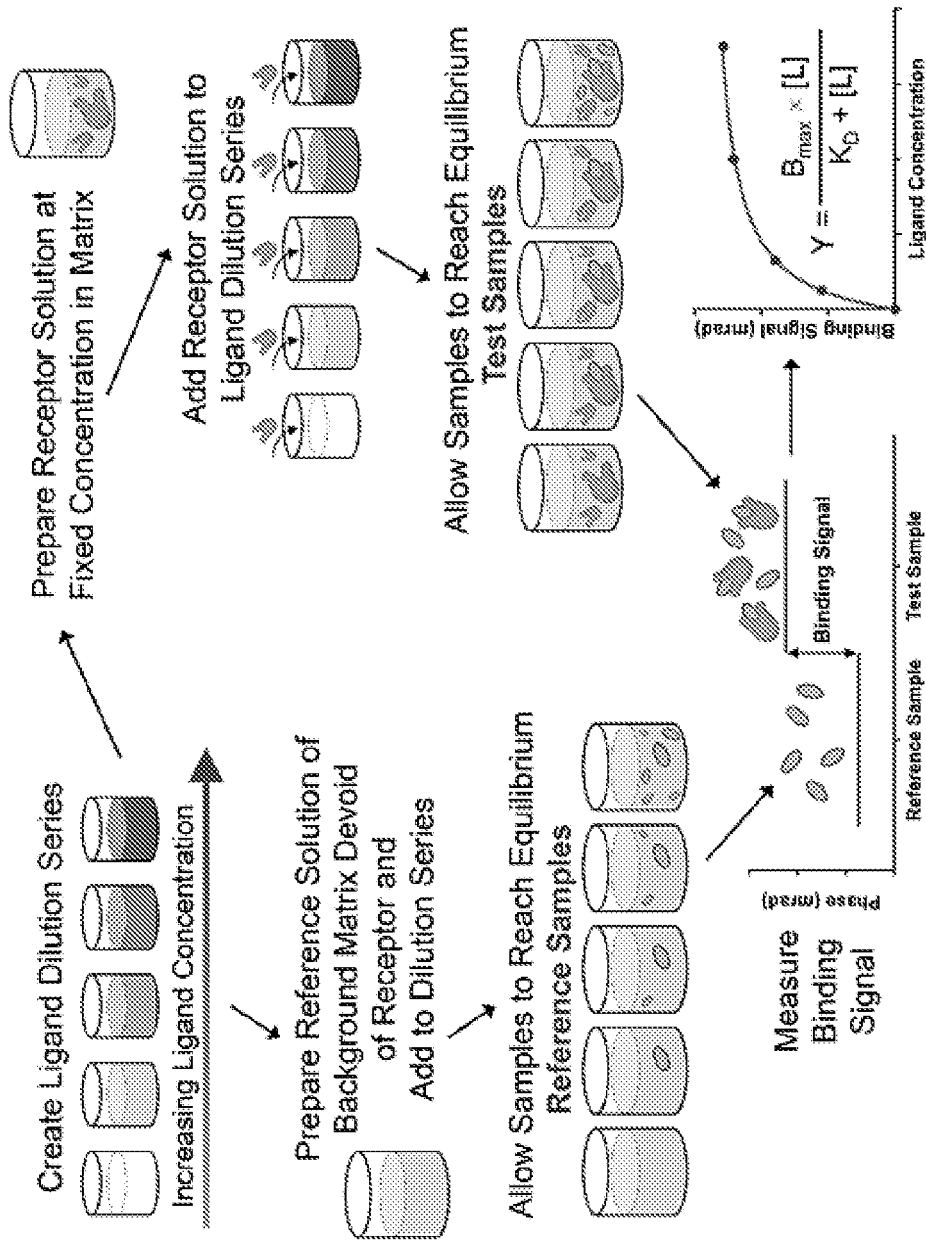 Create Ligand Dilution Series
Increasing Ligand Concentration
Prepare Receptor Solution at
Fixed Concentration in Matrix
Prepare Reference Solution of
Background Matrix Devoid
of Receptor and
Add to Dilution Series
Add Receptor Solution to
Ligand Dilution Series
Allow Samples to Reach Equilibrium
Reference Samples
Allow Samples to Reach Equilibrium
Test Samples
Measure
Binding
Signal
Phase (mrad)
Binding Signal
Reference Sample
Test Sample
Binding Signal (mrad)
Y = B_max × [L]
K_D + [L]
Ligand Concentration